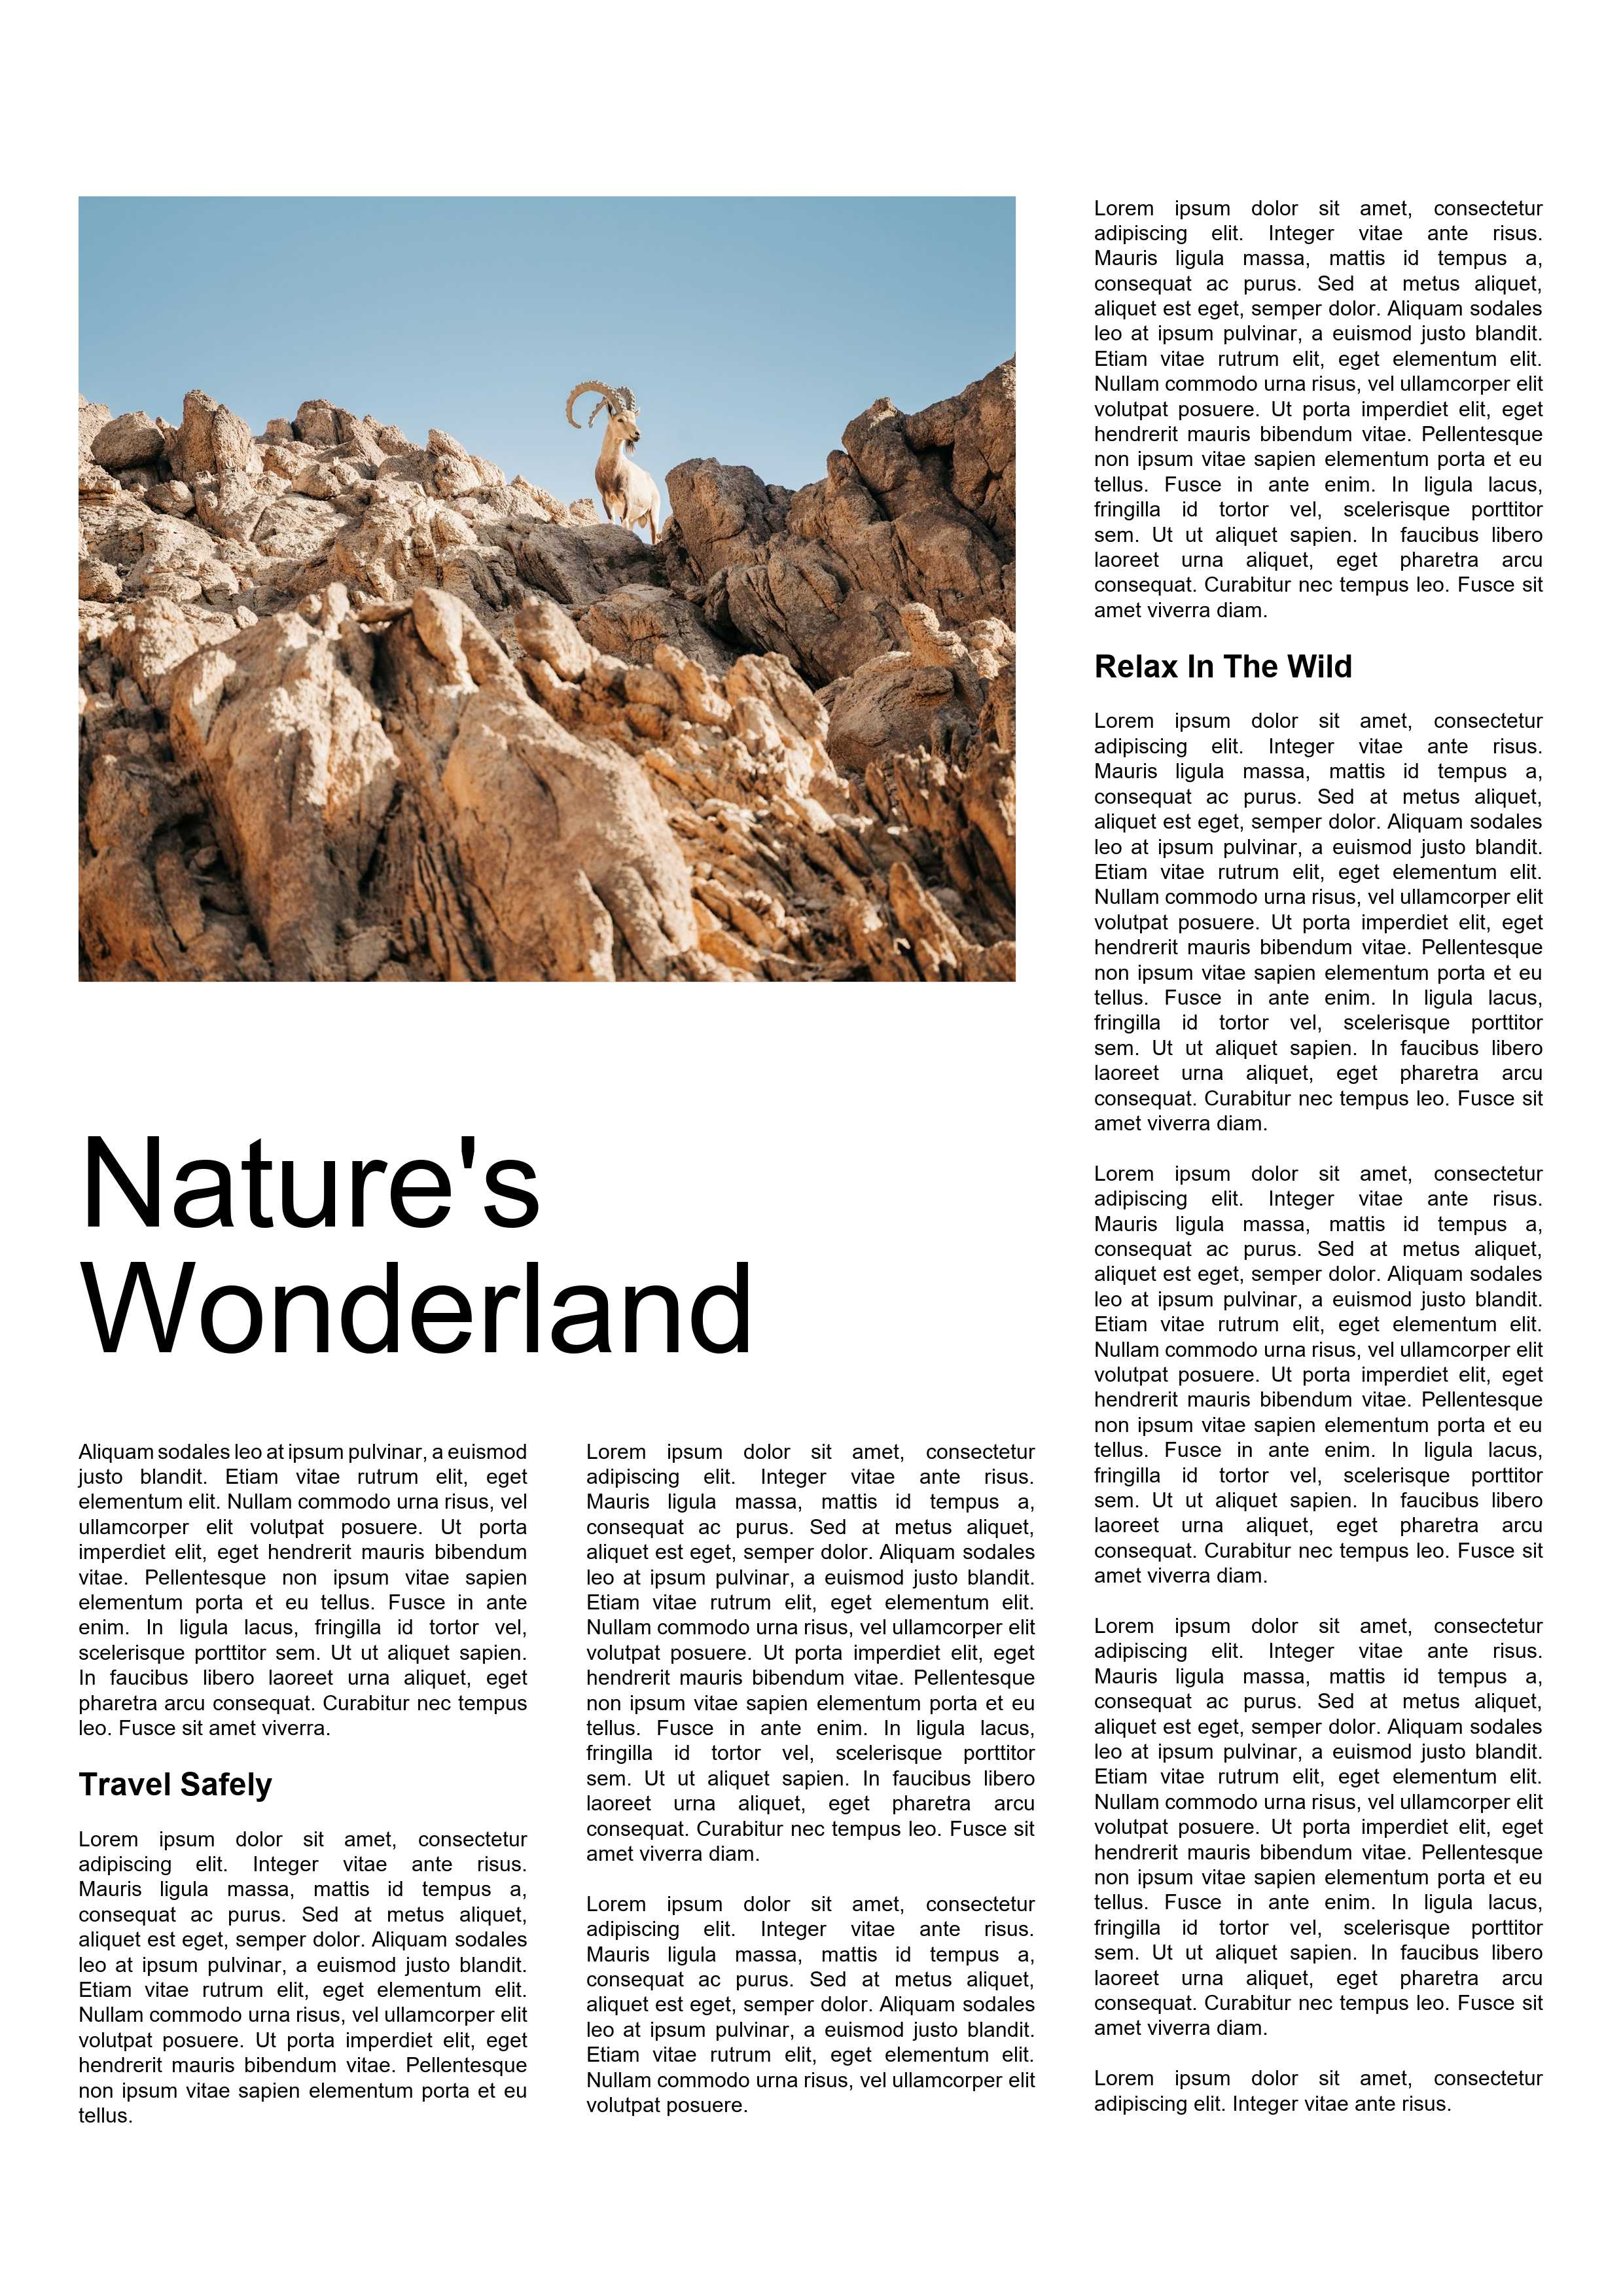 Nature's
Wonderland
Aliquam sodales leo at ipsum pulvinar, a euismod
justo blandit. Etiam vitae rutrum elit, eget
elementum elit. Nullam commodo urna risus, vel
ullamcorper elit volutpat posuere. Ut porta
imperdiet elit, eget hendrerit mauris bibendum
vitae. Pellentesque non ipsum vitae sapien
elementum porta et eu tellus. Fusce in ante
enim. In ligula lacus, fringilla id tortor vel,
scelerisque porttitor sem. Ut ut aliquet sapien.
In faucibus libero laoreet urna aliquet, eget
pharetra arcu consequat. Curabitur nec tempus
leo. Fusce sit amet viverra.
Travel Safely
Lorem ipsum dolor sit amet, consectetur
adipiscing elit. Integer vitae ante risus.
Mauris ligula massa, mattis id tempus a,
consequat ac purus. Sed at metus aliquet,
aliquet est eget, semper dolor. Aliquam sodales
leo at ipsum pulvinar, a euismod justo blandit.
Etiam vitae rutrum elit, eget elementum elit.
Nullam commodo urna risus, vel ullamcorper elit
volutpat posuere. Ut porta imperdiet elit, eget
hendrerit mauris bibendum vitae. Pellentesque
non ipsum vitae sapien elementum porta et eu
tellus.
Lorem ipsum dolor sit amet, consectetur
adipiscing elit. Integer vitae ante risus.
Mauris ligula massa, mattis id tempus a,
consequat ac purus. Sed at metus aliquet,
aliquet est eget, semper dolor. Aliquam sodales
leo at ipsum pulvinar, a euismod justo blandit.
Etiam vitae rutrum elit, eget elementum elit.
Nullam commodo urna risus, vel ullamcorper elit
volutpat posuere. Ut porta imperdiet elit, eget
hendrerit mauris bibendum vitae. Pellentesque
non ipsum vitae sapien elementum porta et eu
tellus. Fusce in ante enim. In ligula lacus,
fringilla id tortor vel, scelerisque porttitor
sem. Ut ut aliquet sapien. In faucibus libero
laoreet urna aliquet, eget pharetra arcu
consequat. Curabitur nec tempus leo. Fusce sit
amet viverra diam.
Lorem ipsum dolor sit amet, consectetur
adipiscing elit. Integer vitae ante risus.
Mauris ligula massa, mattis id tempus a,
consequat ac purus. Sed at metus aliquet,
aliquet est eget, semper dolor. Aliquam sodales
leo at ipsum pulvinar, a euismod justo blandit.
Etiam vitae rutrum elit, eget elementum elit.
Nullam commodo urna risus, vel ullamcorper elit
volutpat posuere.
Lorem ipsum dolor sit amet, consectetur
adipiscing elit. Integer vitae ante risus.
Mauris ligula massa, mattis id tempus a,
consequat ac purus. Sed at metus aliquet,
aliquet est eget, semper dolor. Aliquam sodales
leo at ipsum pulvinar, a euismod justo blandit.
Etiam vitae rutrum elit, eget elementum elit.
Nullam commodo urna risus, vel ullamcorper elit
volutpat posuere. Ut porta imperdiet elit, eget
hendrerit mauris bibendum vitae. Pellentesque
non ipsum vitae sapien elementum porta et eu
tellus. Fusce in ante enim. In ligula lacus,
fringilla id tortor vel, scelerisque porttitor
sem. Ut ut aliquet sapien. In faucibus libero
laoreet urna aliquet, eget pharetra arcu
consequat. Curabitur nec tempus leo. Fusce sit
amet viverra diam.
Relax In The Wild
Lorem ipsum dolor sit amet, consectetur
adipiscing elit. Integer vitae ante risus.
Mauris ligula massa, mattis id tempus a,
consequat ac purus. Sed at metus aliquet,
aliquet est eget, semper dolor. Aliquam sodales
leo at ipsum pulvinar, a euismod justo blandit.
Etiam vitae rutrum elit, eget elementum elit.
Nullam commodo urna risus, vel ullamcorper elit
volutpat posuere. Ut porta imperdiet elit, eget
hendrerit mauris bibendum vitae. Pellentesque
non ipsum vitae sapien elementum porta et eu
tellus. Fusce in ante enim. In ligula lacus,
fringilla id tortor vel, scelerisque porttitor
sem. Ut ut aliquet sapien. In faucibus libero
laoreet urna aliquet, eget pharetra arcu
consequat. Curabitur nec tempus leo. Fusce sit
amet viverra diam.
Lorem ipsum dolor sit amet, consectetur
adipiscing elit. Integer vitae ante risus.
Mauris ligula massa, mattis id tempus a,
consequat ac purus. Sed at metus aliquet,
aliquet est eget, semper dolor. Aliquam sodales
leo at ipsum pulvinar, a euismod justo blandit.
Etiam vitae rutrum elit, eget elementum elit.
Nullam commodo urna risus, vel ullamcorper elit
volutpat posuere. Ut porta imperdiet elit, eget
hendrerit mauris bibendum vitae. Pellentesque
non ipsum vitae sapien elementum porta et eu
tellus. Fusce in ante enim. In ligula lacus,
fringilla id tortor vel, scelerisque porttitor
sem. Ut ut aliquet sapien. In faucibus libero
laoreet urna aliquet, eget pharetra arcu
consequat. Curabitur nec tempus leo. Fusce sit
amet viverra diam.
Lorem ipsum dolor sit amet, consectetur
adipiscing elit. Integer vitae ante risus.
Mauris ligula massa, mattis id tempus a,
consequat ac purus. Sed at metus aliquet,
aliquet est eget, semper dolor. Aliquam sodales
leo at ipsum pulvinar, a euismod justo blandit.
Etiam vitae rutrum elit, eget elementum elit.
Nullam commodo urna risus, vel ullamcorper elit
volutpat posuere. Ut porta imperdiet elit, eget
hendrerit mauris bibendum vitae. Pellentesque
non ipsum vitae sapien elementum porta et eu
tellus. Fusce in ante enim. In ligula lacus,
fringilla id tortor vel, scelerisque porttitor
sem. Ut ut aliquet sapien. In faucibus libero
laoreet urna aliquet, eget pharetra arcu
consequat. Curabitur nec tempus leo. Fusce sit
amet viverra diam.
Lorem ipsum dolor sit amet, consectetur
adipiscing elit. Integer vitae ante risus.